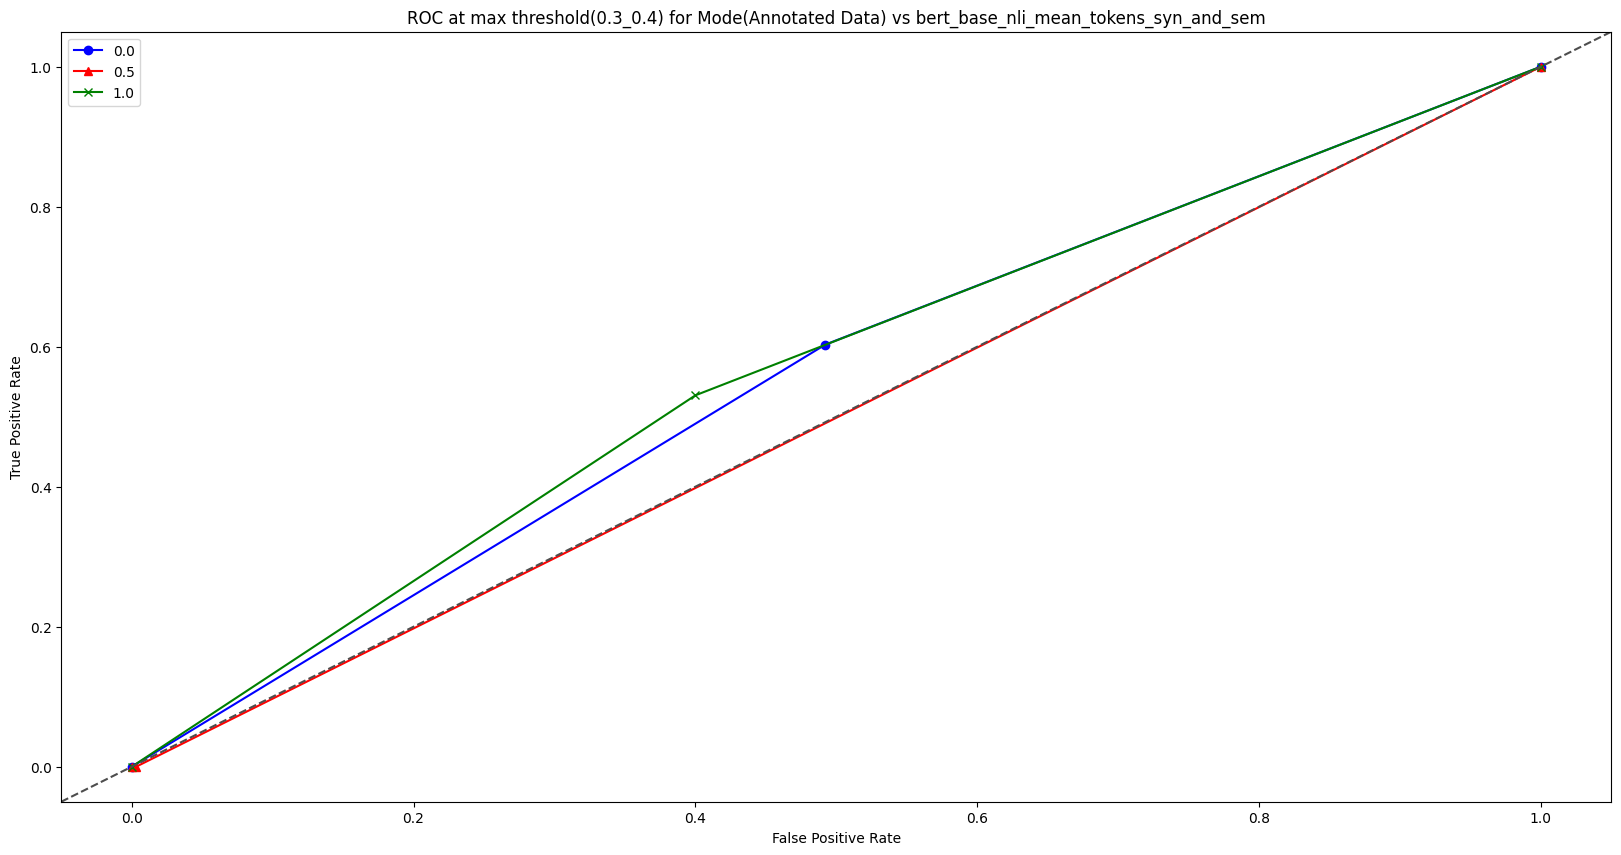 ROC at max threshold(0.3_0.4) for Mode(Annotated Data) vs bert_base_nli_mean_tokens_syn_and_sem
0.0
0.5
1.0
True Positive Rate
1.0
0.8
0.6
0.4
0.2
0.0
0.0 0.2 0.4 0.6 0.8 1.0
False Positive Rate